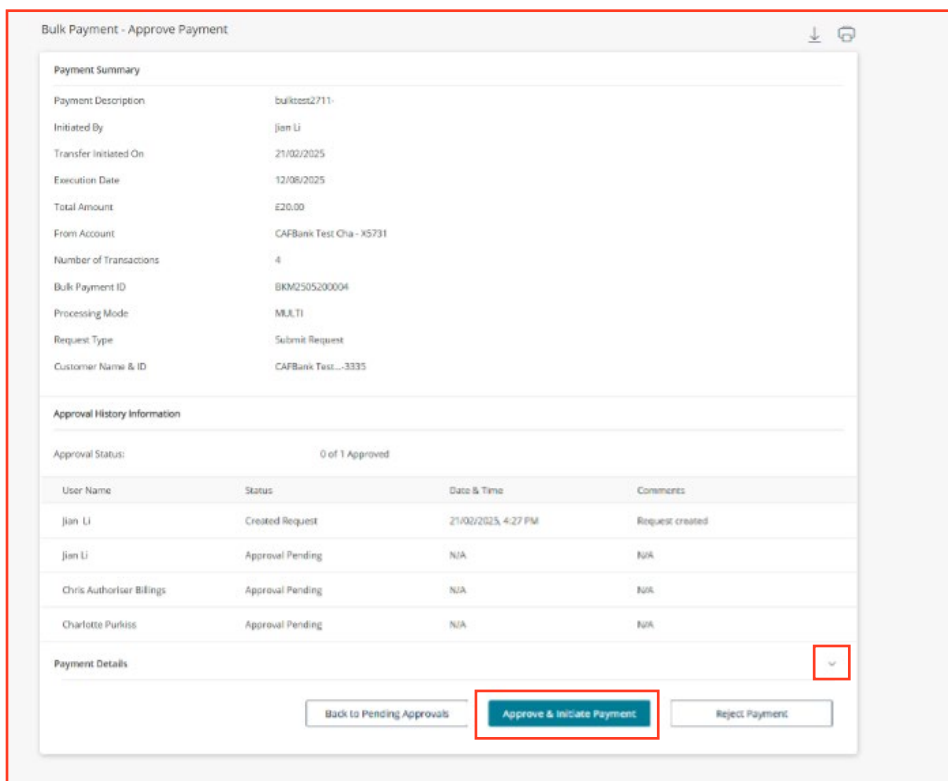 Bulk Payment - Approve Payment
Payment Summary
Payment Description bulktest2711-
Initiated By Jian Li
Transfer Initiated On 21/02/2025
Execution Date 12/08/2025
Total Amount £20.00
From Account CAFBank Test Cha - X5731
Number of Transactions 4
Bulk Payment ID BKM2505200004
Processing Mode MULTI
Request Type Submit Request
Customer Name & ID CAFBank Test...-3335
Approval History Information
Approval Status: 0 of 1 Approved
User Name Status Date & Time Comments
Jian Li Created Request 21/02/2025, 4:27 PM Request created
Jian Li Approval Pending N/A N/A
Chris Authoriser Billings Approval Pending N/A N/A
Charlotte Purkiss Approval Pending N/A N/A
Payment Details
Back to Pending Approvals Approve & Initiate Payment Reject Payment